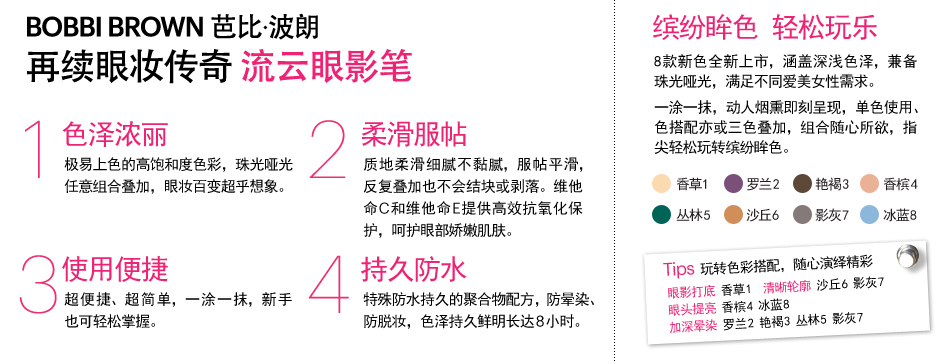 BOBBI BROWN 芭比·波朗
再续眼妆传奇 流云眼影笔
1 色泽浓丽
极易上色的高饱和度色彩，珠光哑光
任意组合叠加，眼妆百变超乎想象。
2 柔滑服帖
质地柔滑细腻不黏腻，服帖平滑，
反复叠加也不会结块或剥落。维他
命C和维他命E提供高效抗氧化保
护，呵护眼部娇嫩肌肤。
3 使用便捷
超便捷、超简单，一涂一抹，新手
也可轻松掌握。
4 持久防水
特殊防水持久的聚合物配方，防晕染、
防脱妆，色泽持久鲜明长达8小时。
缤纷眸色 轻松玩乐
8款新色全新上市，涵盖深浅色泽，兼备
珠光哑光，满足不同爱美女性需求。
一涂一抹，动人烟熏即刻呈现，单色使用、
色搭配亦或三色叠加，组合随心所欲，指
尖轻松玩转缤纷眸色。
香草1 罗兰2 艳褐3 香槟4
丛林5 沙丘6 影灰7 冰蓝8
Tips 玩转色彩搭配，随心演绎精彩
眼影打底 香草1 清晰轮廓 沙丘6 影灰7
眼头提亮 香槟4 冰蓝8
加深晕染 罗兰2 艳褐3 丛林5 影灰7